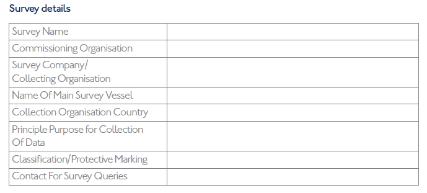 Survey details
Survey Name
Commissioning Organisation
Survey Company/
Collecting Organisation
Name Of Main Survey Vessel
Collection Organisation Country
Principle Purpose for Collection
Of Data
Classification/Protective Marking
Contact For Survey Queries